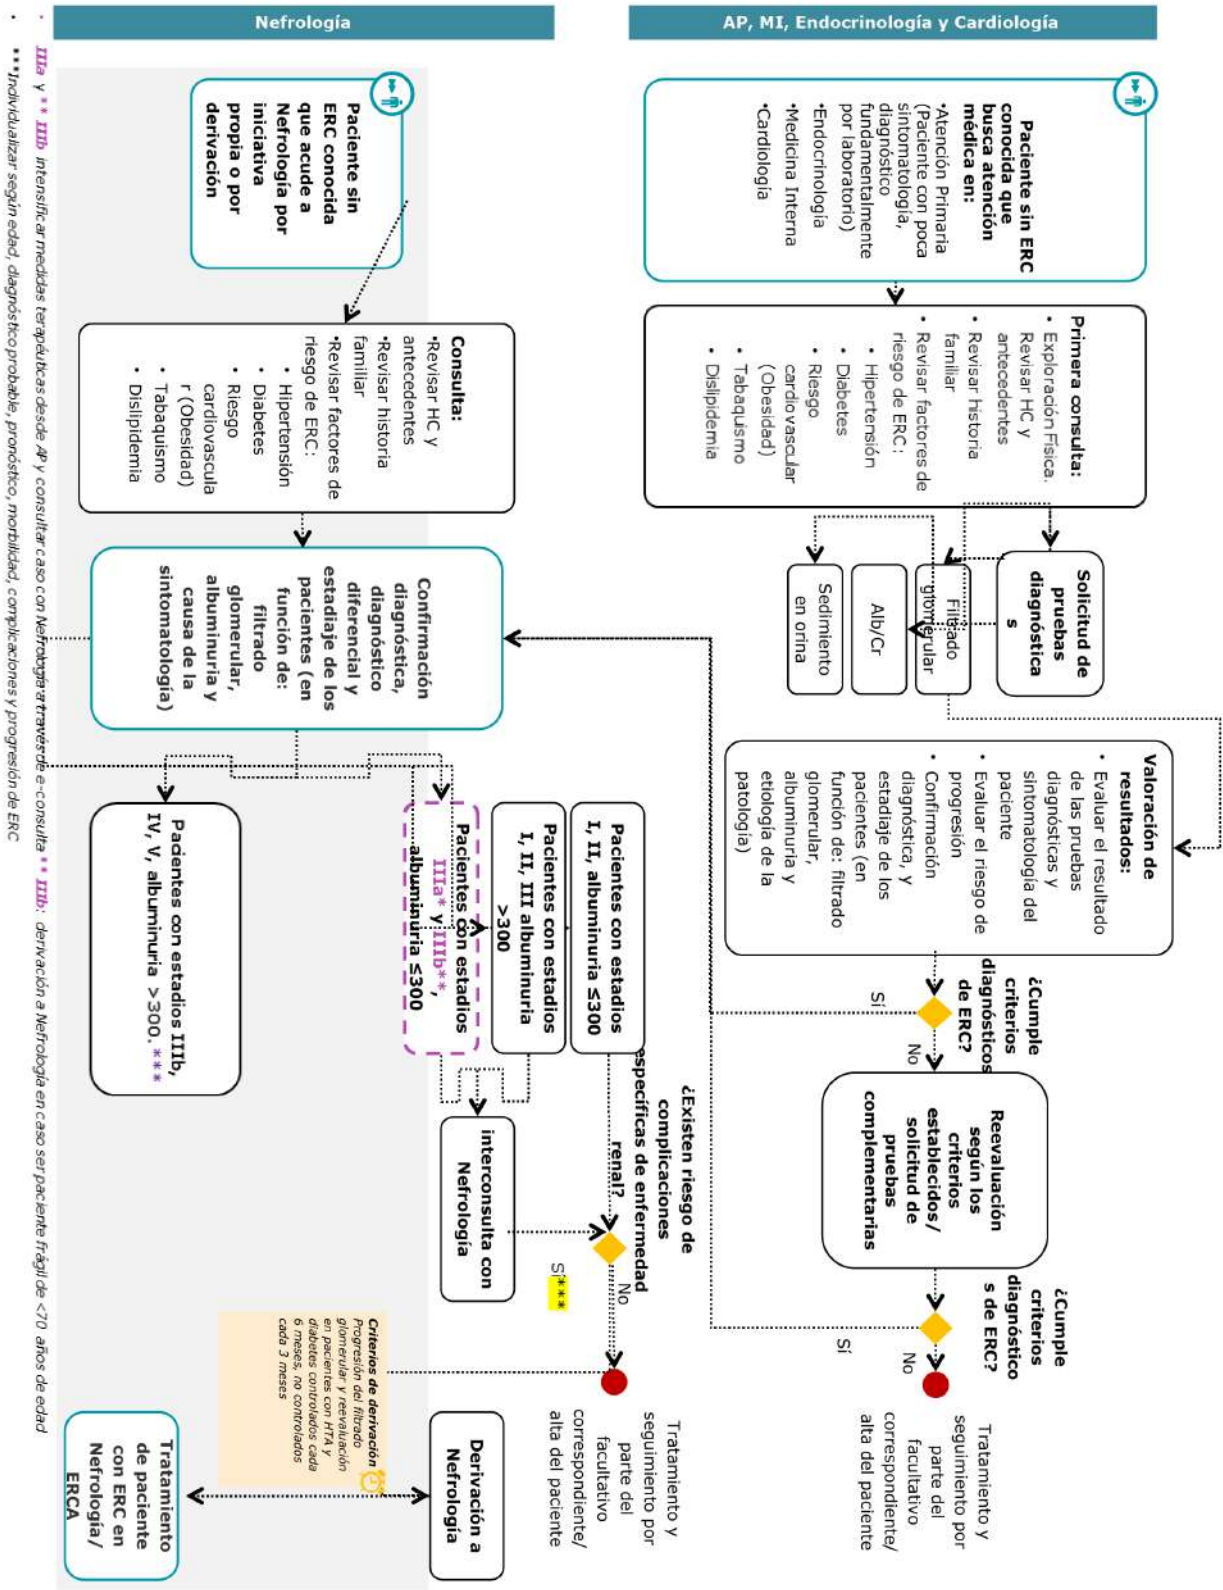 AP, MI, Endocrinología y Cardiología
Paciente sin ERC
conocida que
busca atención
médica en:
•Atención Primaria
(Paciente con poca
sintomatología,
diagnóstico
fundamentalmente
por laboratorio)
•Endocrinología
•Medicina Interna
•Cardiología
Primera consulta:
• Exploración Física.
Revisar HC y
antecedentes
• Revisar historia
familiar
• Revisar factores de
riesgo de ERC:
• Hipertensión
• Diabetes
• Riesgo
cardiovascular
(Obesidad)
• Tabaquismo
• Dislipidemia
Solicitud de
pruebas
diagnóstica
s
Filtrado
glomerular
Alb/Cr
Sedimiento
en orina
Valoración de
resultados:
• Evaluar el resultado
de las pruebas
diagnósticas y
sintomatología del
paciente
• Evaluar el riesgo de
progresión
• Confirmación
diagnóstica, y
estadiaje de los
pacientes (en
función de: filtrado
glomerular,
albuminuria y
etiología de la
patología)
¿Cumple
criterios
diagnósticos
de ERC?
Sí
No
Reevaluación
según los
criterios
establecidos/
solicitud de
pruebas
complementarias
¿Cumple
criterios
diagnóstico
s de ERC?
Sí
No
Tratamiento y
seguimiento por
parte del
facultativo
correspondiente/
alta del paciente
Pacientes con estadios
I, II, albuminuria ≤300
Pacientes con estadios
I, II, III albuminuria
>300
Pacientes con estadios
IIIa* y IIIb**,
albuminuria ≤300
¿Existen riesgo de
complicaciones
específicas de enfermedad
renal?
No
Sí***
interconsulta con
Nefrología
Tratamiento y
seguimiento por
parte del
facultativo
correspondiente/
alta del paciente
Nefrología
Paciente sin
ERC conocida
que acude a
Nefrología por
iniciativa
propia o por
derivación
Consulta:
•Revisar HC y
antecedentes
•Revisar historia
familiar
•Revisar factores de
riesgo de ERC:
• Hipertensión
• Diabetes
• Riesgo
cardiovascula
r (Obesidad)
• Tabaquismo
• Dislipidemia
Confirmación
diagnóstica,
diagnóstico
diferencial y
estadiaje de los
pacientes (en
función de:
filtrado
glomerular,
albuminuria y
causa de la
sintomatología)
Pacientes con estadios IIIb,
IV, V, albuminuria >300. ***
Criterios de derivación
Progresión del filtrado
glomerular y reevaluación
en pacientes con HTA y
diabetes controlados cada
6 meses, no controlados
cada 3 meses
Derivación a
Nefrología
Tratamiento
de paciente
con ERC en
Nefrología/
ERCA
• IIIa y ** IIIb intensificar medidas terapéuticas desde AP y consultar caso con Nefrología a través de e-consulta ** IIIb: derivación a Nefrología en caso ser paciente frágil de <70 años de edad
• ***Individualizar según edad, diagnóstico probable, pronóstico, morbilidad, complicaciones y progresión de ERC